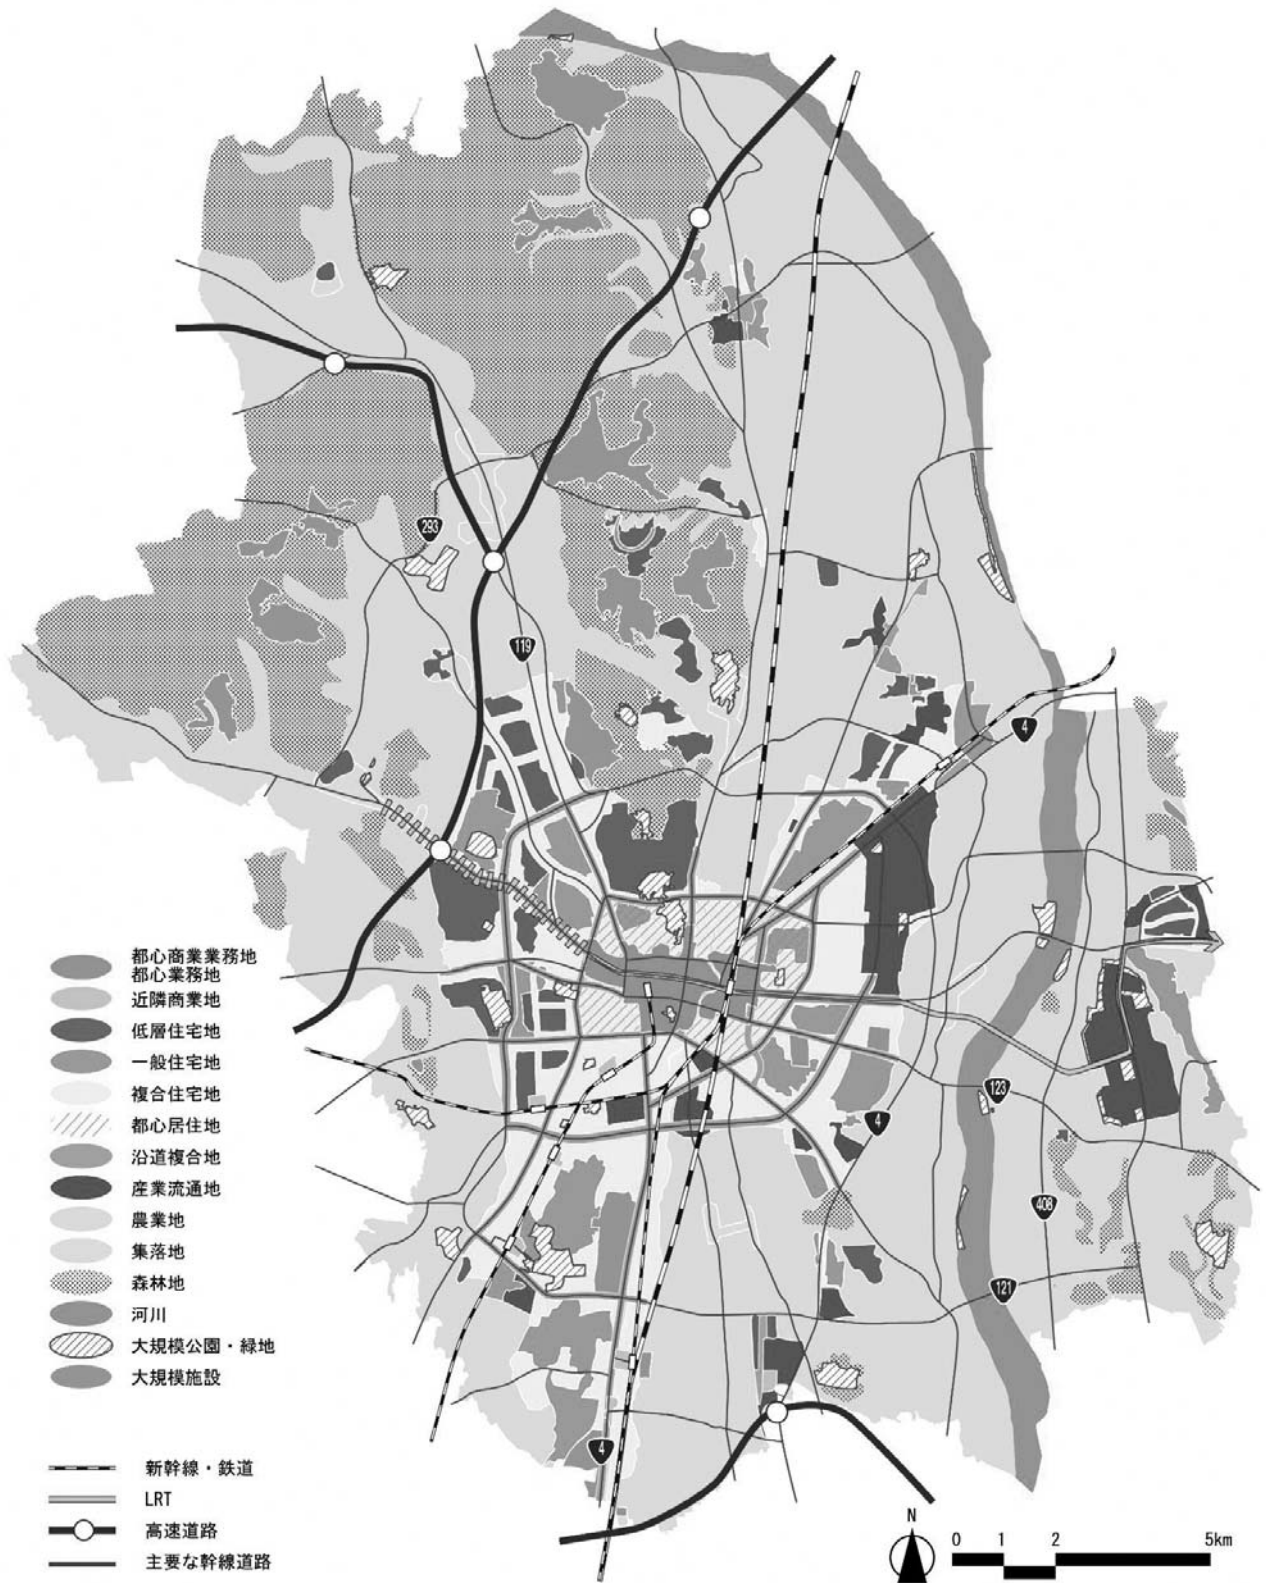 293
119
4
123
4
408
121
4
都心商業業務地
都心業務地
近隣商業地
低層住宅地
一般住宅地
複合住宅地
都心居住地
沿道複合地
産業流通地
農業地
集落地
森林地
河川
大規模公園・緑地
大規模施設
新幹線・鉄道
LRT
高速道路
主要な幹線道路
N
0 1 2 5km